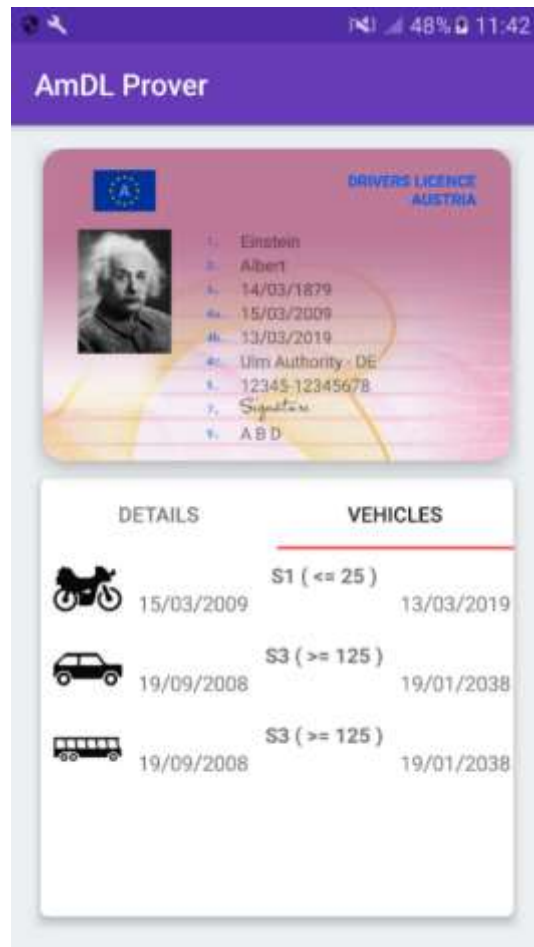 48% 11:42
AmDL Prover
A
DRIVERS LICENCE
AUSTRIA
1. Einstein
2. Albert
3. 14/03/1879
4a. 15/03/2009
4b. 13/03/2019
4c. Ulm Authority - DE
5. 12345-12345678
7. Signature
9. A B D
DETAILS VEHICLES
S1 ( <= 25 )
15/03/2009 13/03/2019
S3 ( >= 125 )
19/09/2008 19/01/2038
S3 ( >= 125 )
19/09/2008 19/01/2038